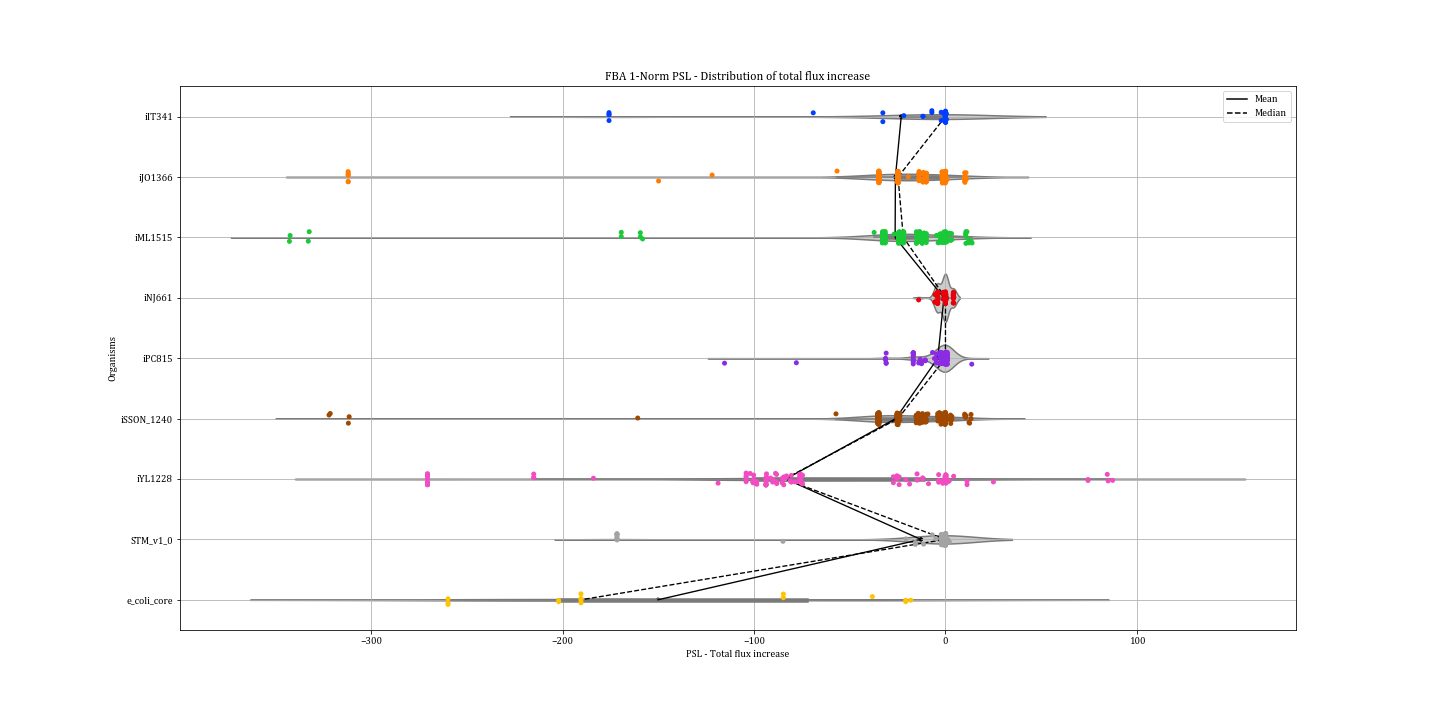 FBA 1-Norm PSL - Distribution of total flux increase
Mean
Median
iIT341
iJO1366
iML1515
iNJ661
iPC815
iSSON_1240
iYL1228
STM_v1_0
e_coli_core
Organisms
−300
−200
−100
0
100
PSL - Total flux increase